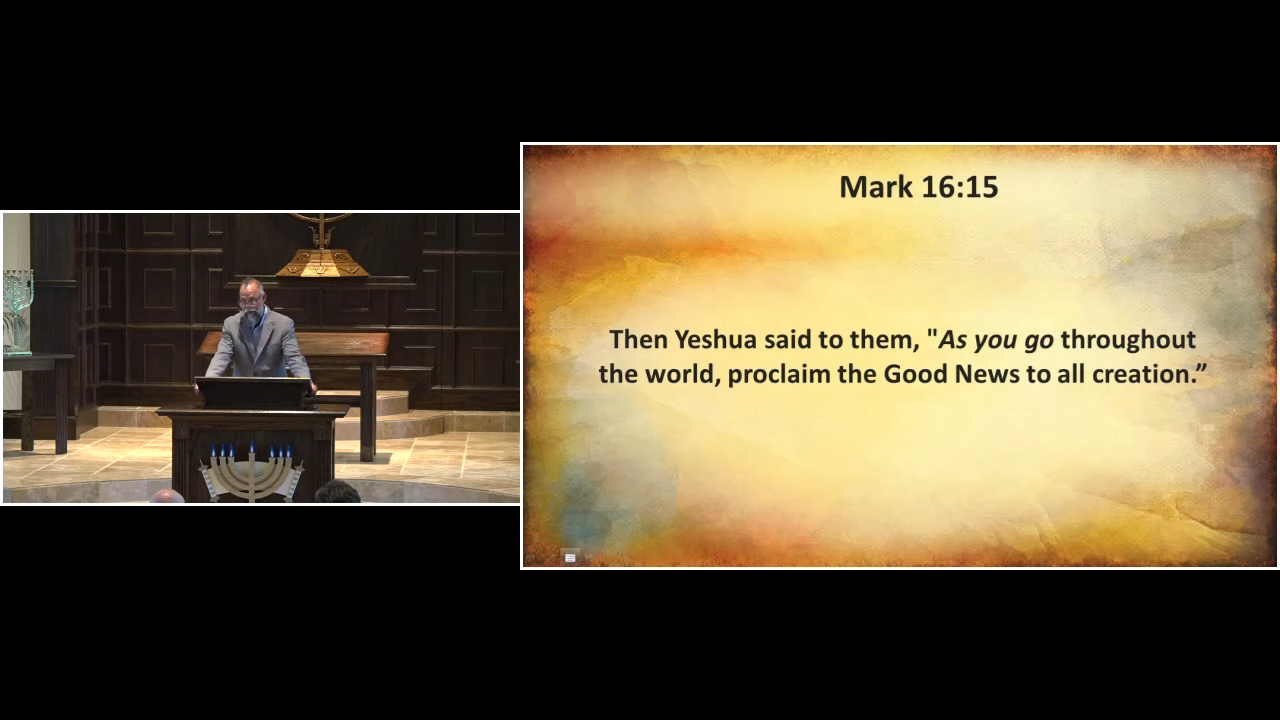 Mark 16:15
Then Yeshua said to them, "As you go throughout
the world, proclaim the Good News to all creation.”